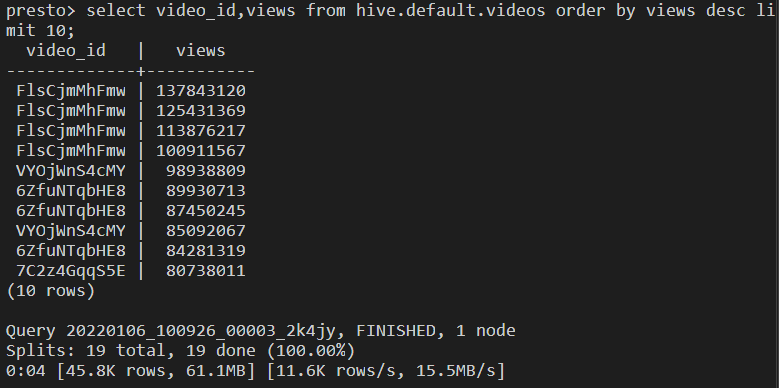 presto> select video_id,views from hive.default.videos order by views desc li
mit 10;
  video_id   |   views
-------------+-----------
 FlsCjmMhFmw | 137843120
 FlsCjmMhFmw | 125431369
 FlsCjmMhFmw | 113876217
 FlsCjmMhFmw | 100911567
 VYOjWnS4cMY |  98938809
 6ZfuNTqbHE8 |  89930713
 6ZfuNTqbHE8 |  87450245
 VYOjWnS4cMY |  85092067
 6ZfuNTqbHE8 |  84281319
 7C2z4GqqS5E |  80738011
(10 rows)

Query 20220106_100926_00003_2k4jy, FINISHED, 1 node
Splits: 19 total, 19 done (100.00%)
0:04 [45.8K rows, 61.1MB] [11.6K rows/s, 15.5MB/s]